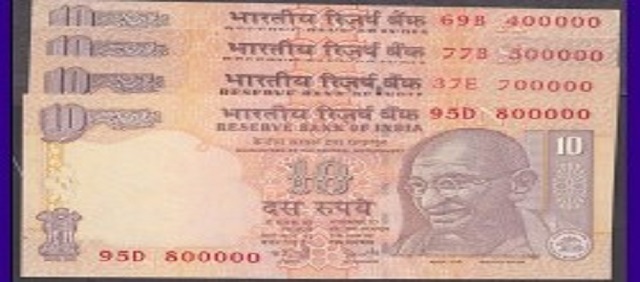 10 भारतीय रिज़र्व बैंक 69B 400000
10 भारतीय रिज़र्व बैंक 77B 300000
10 भारतीय रिज़र्व बैंक 37E 700000
RESERVE BANK OF INDIA
10 भारतीय रिज़र्व बैंक 95D 800000
RESERVE BANK OF INDIA
10
10
दस रुपये
95D 800000